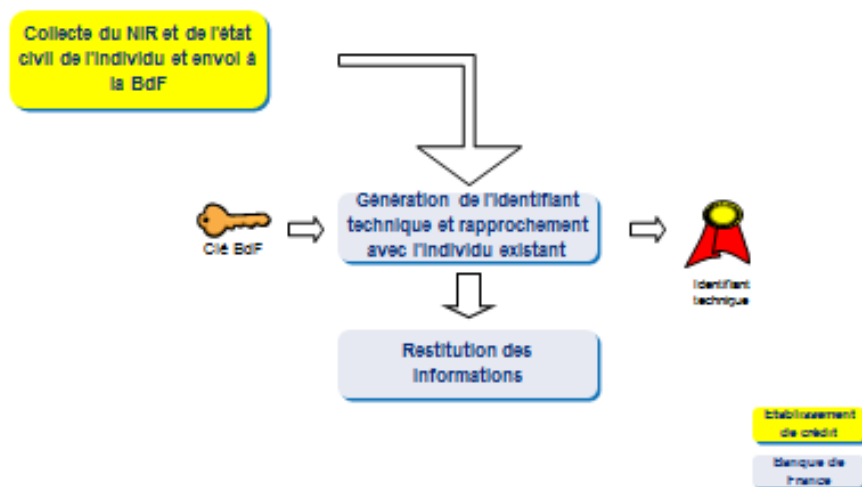 Collecte du NIR et de l'état
civil de l'individu et envoi à
la BdF
Clé BdF
Génération de l'identifiant
technique et rapprochement
avec l'individu existant
Identifiant
technique
Restitution des
informations
Etablissement
de crédit
Banque de
France